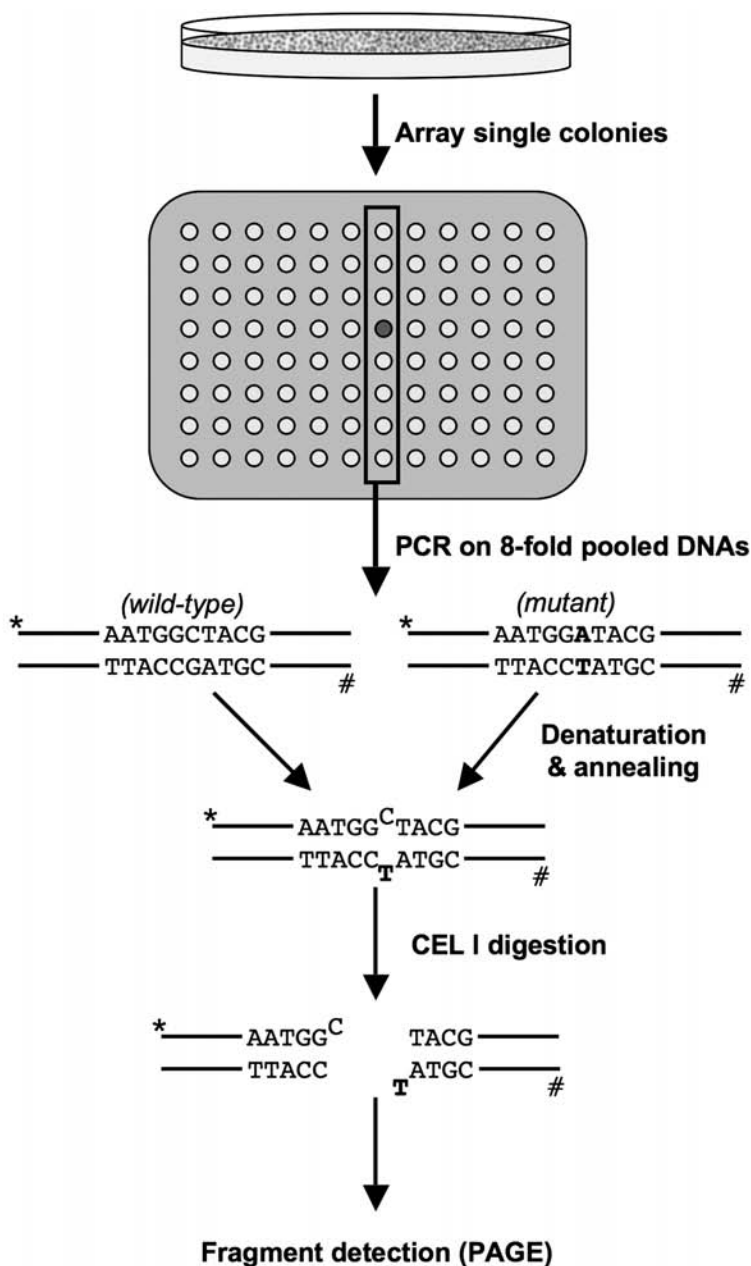 Array single colonies
PCR on 8-fold pooled DNAs
(wild-type)
(mutant)
*
AATGGCTACG
TTACCGATGC
#
*
AATGGATACG
TTACCTATGC
#
Denaturation
& annealing
*
AATGGCTACG
TTACCTATGC
#
CEL I digestion
*
AATGGC
TACG
TTACC
TATGC
#
Fragment detection (PAGE)